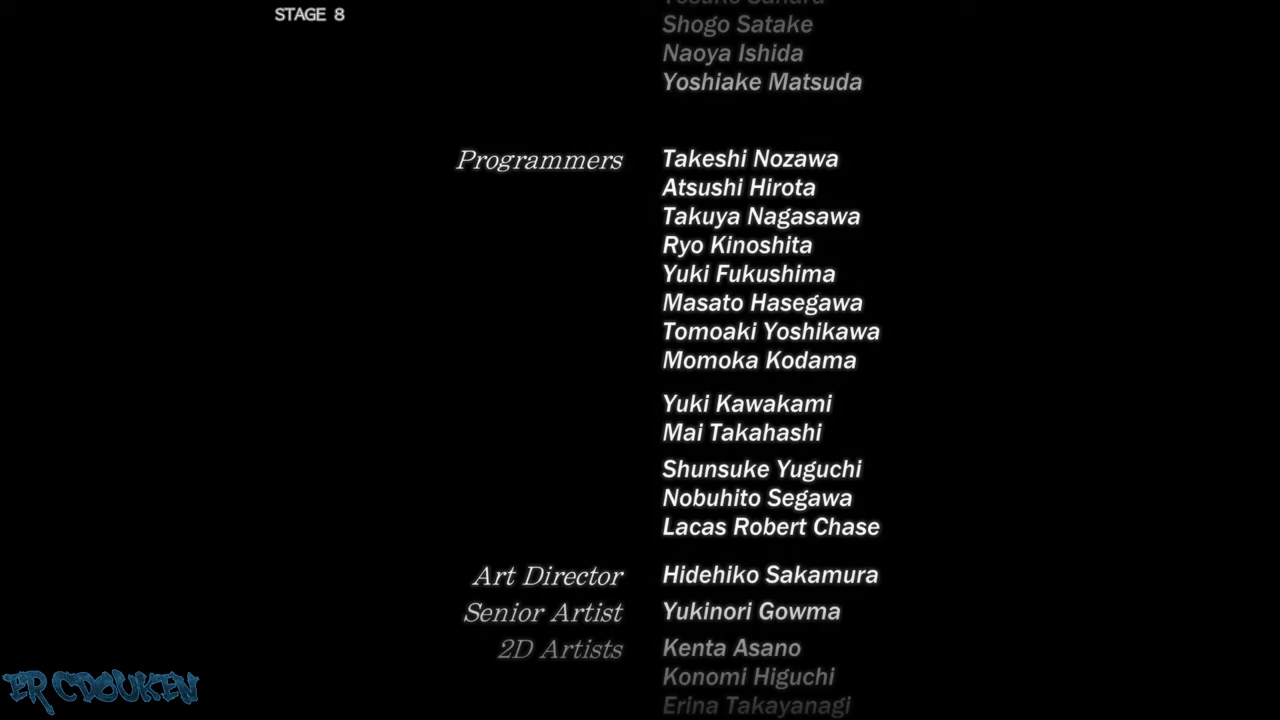 STAGE 8
Shogo Satake
Naoya Ishida
Yoshiake Matsuda
Programmers Takeshi Nozawa
Atsushi Hirota
Takuya Nagasawa
Ryo Kinoshita
Yuki Fukushima
Masato Hasegawa
Tomoaki Yoshikawa
Momoka Kodama
Yuki Kawakami
Mai Takahashi
Shunsuke Yuguchi
Nobuhito Segawa
Lacas Robert Chase
Art Director Hidehiko Sakamura
Senior Artist Yukinori Gowma
2D Artists Kenta Asano
Konomi Higuchi
Erina Takayanagi
ER CDOUKEN